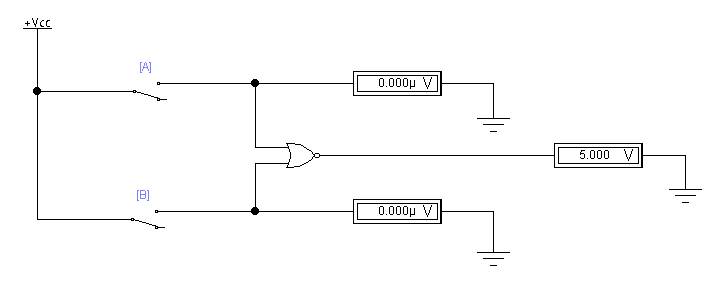 +Vcc
[A]
0.000µ V
5.000 V
[B]
0.000µ V